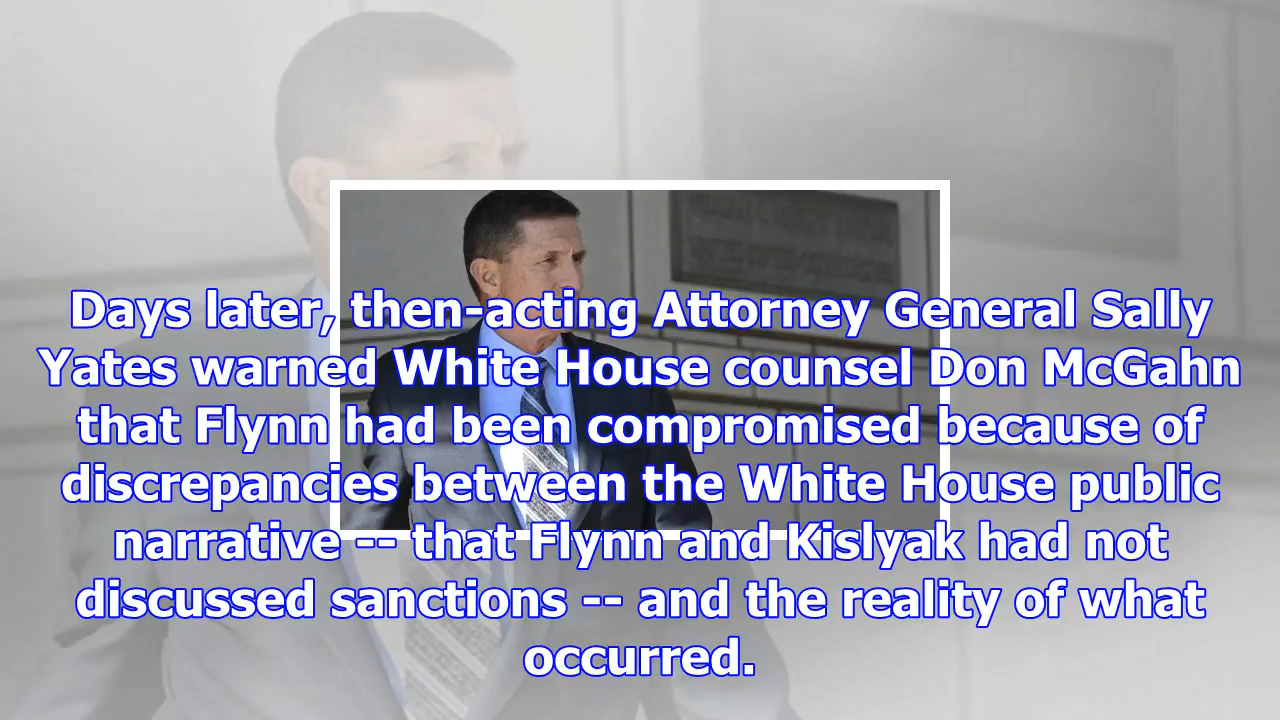 Days later, then-acting Attorney General Sally
Yates warned White House counsel Don McGahn
that Flynn had been compromised because of
discrepancies between the White House public
narrative -- that Flynn and Kislyak had not
discussed sanctions -- and the reality of what
occurred.